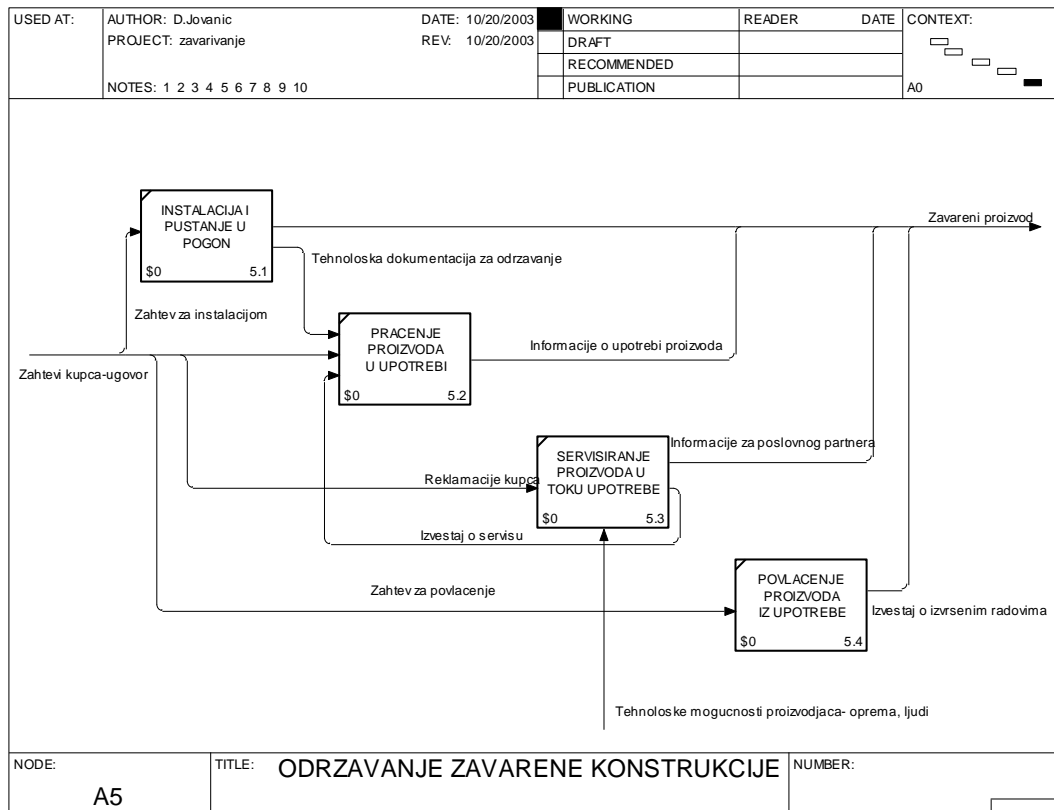 USED AT:
AUTHOR: D.Jovanic
DATE: 10/20/2003
WORKING
READER
DATE
CONTEXT:
PROJECT: zavarivanje
REV: 10/20/2003
DRAFT
RECOMMENDED
NOTES: 1 2 3 4 5 6 7 8 9 10
PUBLICATION
A0
INSTALACIJA I
PUSTANJE U
POGON
$0 5.1
Zavareni proizvod
Tehnoloska dokumentacija za odrzavanje
Zahtev za instalacijom
PRACENJE
PROIZVODA
U UPOTREBI
$0 5.2
Informacije o upotrebi proizvoda
Zahtevi kupca-ugovor
SERVISIRANJE
PROIZVODA U
TOKU UPOTREBE
$0 5.3
Informacije za poslovnog partnera
Reklamacije kupca
Izvestaj o servisu
POVLACENJE
PROIZVODA
IZ UPOTREBE
$0 5.4
Zahtev za povlacenje
Izvestaj o izvrsenim radovima
Tehnoloske mogucnosti proizvodjaca- oprema, ljudi
NODE:
A5
TITLE: ODRZAVANJE ZAVARENE KONSTRUKCIJE
NUMBER: